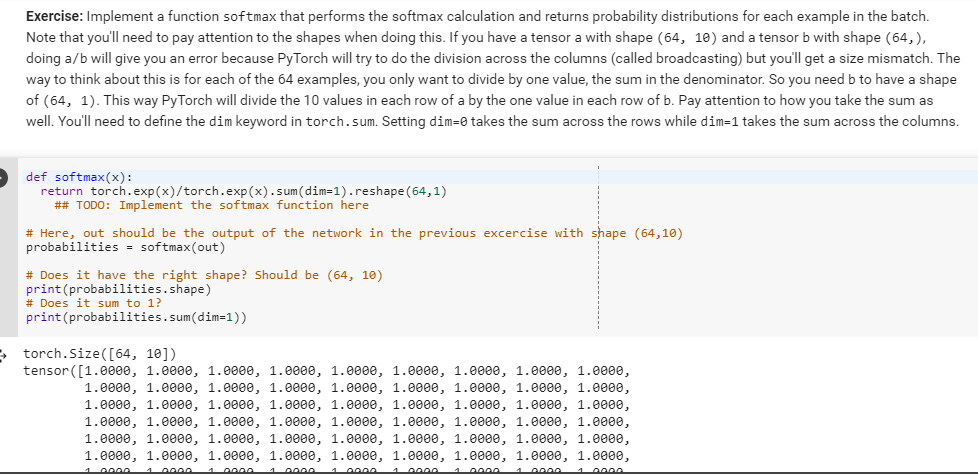 Exercise: Implement a function softmax that performs the softmax calculation and returns probability distributions for each example in the batch.
Note that you'll need to pay attention to the shapes when doing this. If you have a tensor a with shape (64, 10) and a tensor b with shape (64,),
doing a/b will give you an error because PyTorch will try to do the division across the columns (called broadcasting) but you'll get a size mismatch. The
way to think about this is for each of the 64 examples, you only want to divide by one value, the sum in the denominator. So you need b to have a shape
of (64, 1). This way PyTorch will divide the 10 values in each row of a by the one value in each row of b. Pay attention to how you take the sum as
well. You'll need to define the dim keyword in torch.sum. Setting dim=0 takes the sum across the rows while dim=1 takes the sum across the columns.
def softmax(x):
  return torch.exp(x)/torch.exp(x).sum(dim=1).reshape(64,1)
    ## TODO: Implement the softmax function here
# Here, out should be the output of the network in the previous excercise with shape (64,10)
probabilities = softmax(out)
# Does it have the right shape? Should be (64, 10)
print(probabilities.shape)
# Does it sum to 1?
print(probabilities.sum(dim=1))
torch.Size([64, 10])
tensor([1.0000, 1.0000, 1.0000, 1.0000, 1.0000, 1.0000, 1.0000, 1.0000, 1.0000,
1.0000, 1.0000, 1.0000, 1.0000, 1.0000, 1.0000, 1.0000, 1.0000, 1.0000,
1.0000, 1.0000, 1.0000, 1.0000, 1.0000, 1.0000, 1.0000, 1.0000, 1.0000,
1.0000, 1.0000, 1.0000, 1.0000, 1.0000, 1.0000, 1.0000, 1.0000, 1.0000,
1.0000, 1.0000, 1.0000, 1.0000, 1.0000, 1.0000, 1.0000, 1.0000, 1.0000,
1.0000, 1.0000, 1.0000, 1.0000, 1.0000, 1.0000, 1.0000, 1.0000, 1.0000,